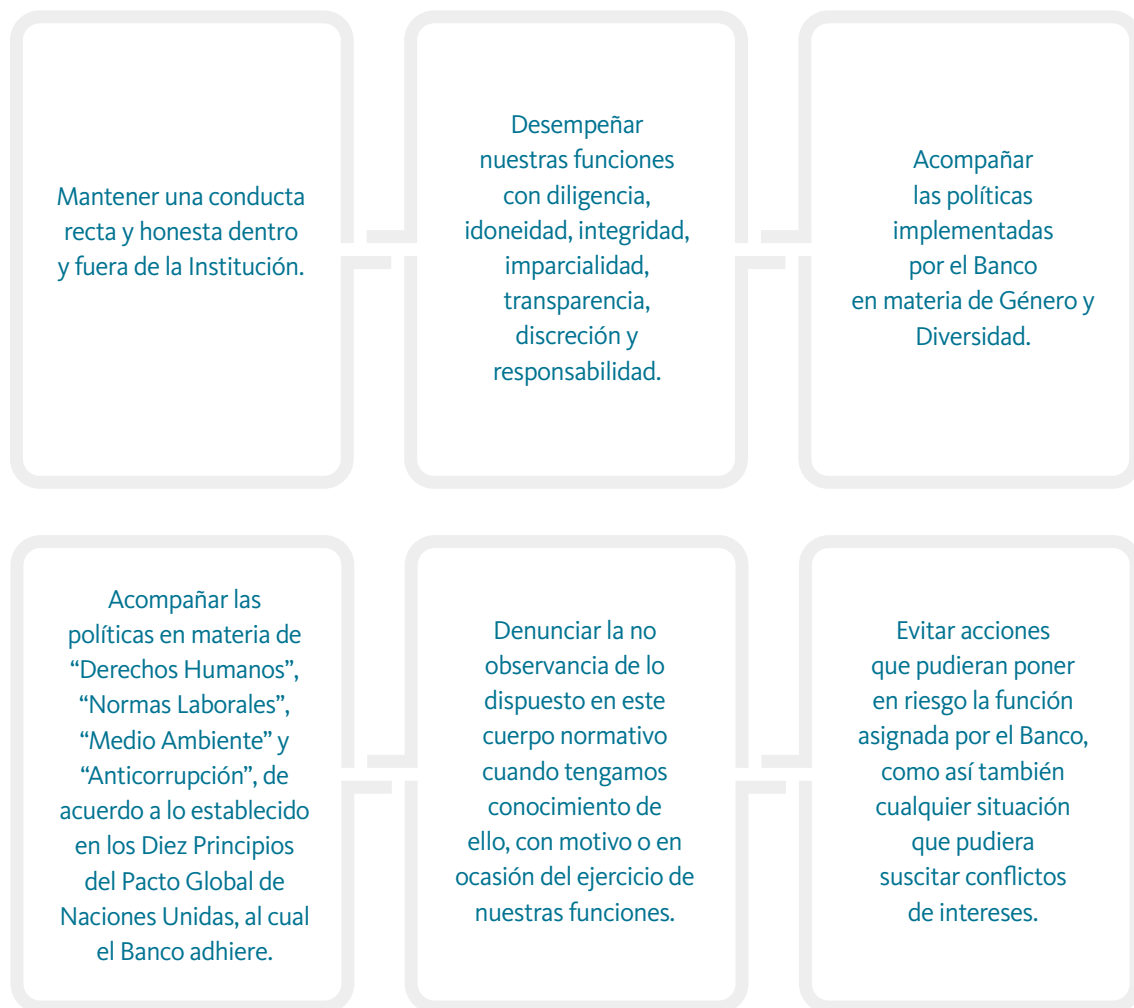 Mantener una conducta
recta y honesta dentro
y fuera de la Institución.
Desempeñar
nuestras funciones
con diligencia,
idoneidad, integridad,
imparcialidad,
transparencia,
discreción y
responsabilidad.
Acompañar
las políticas
implementadas
por el Banco
en materia de Género y
Diversidad.
Acompañar las
políticas en materia de
“Derechos Humanos”,
“Normas Laborales”,
“Medio Ambiente” y
“Anticorrupción”, de
acuerdo a lo establecido
en los Diez Principios
del Pacto Global de
Naciones Unidas, al cual
el Banco adhiere.
Denunciar la no
observancia de lo
dispuesto en este
cuerpo normativo
cuando tengamos
conocimiento de
ello, con motivo o en
ocasión del ejercicio de
nuestras funciones.
Evitar acciones
que pudieran poner
en riesgo la función
asignada por el Banco,
como así también
cualquier situación
que pudiera
suscitar conflictos
de intereses.